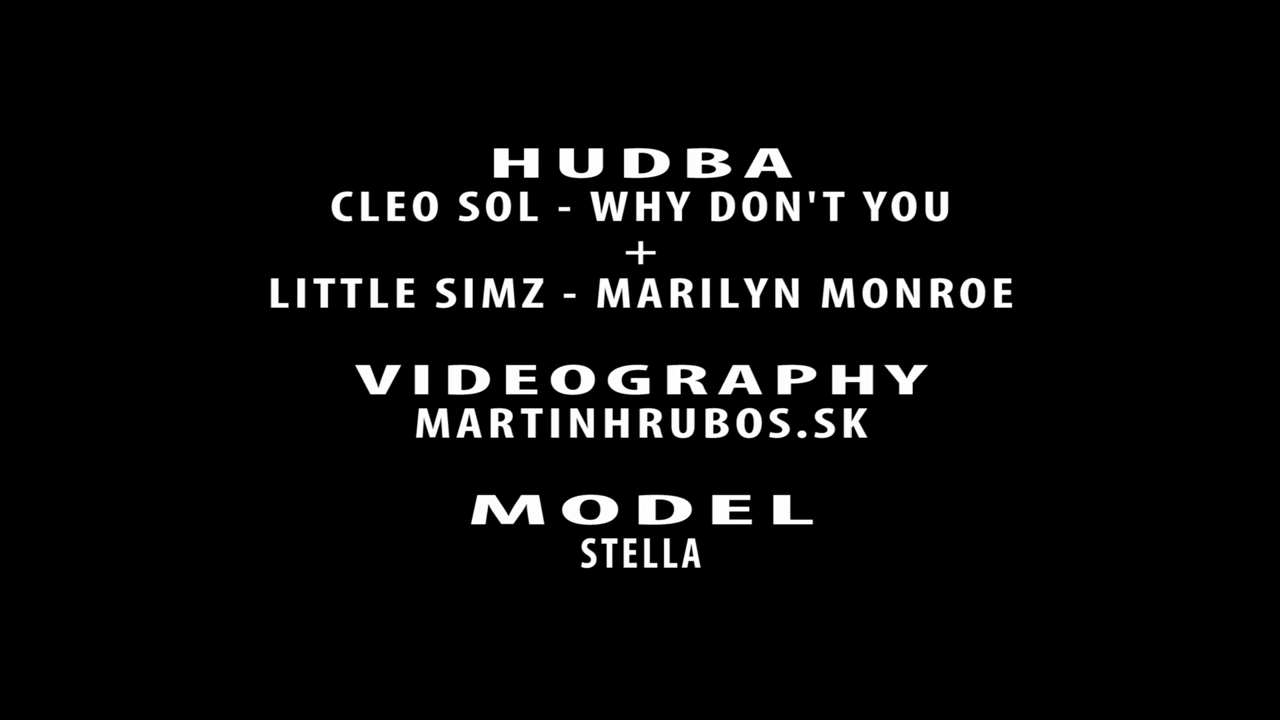 HUDBA
CLEO SOL - WHY DON'T YOU
+
LITTLE SIMZ - MARILYN MONROE
VIDEOGRAPHY
MARTINHRUBOS.SK
MODEL
STELLA